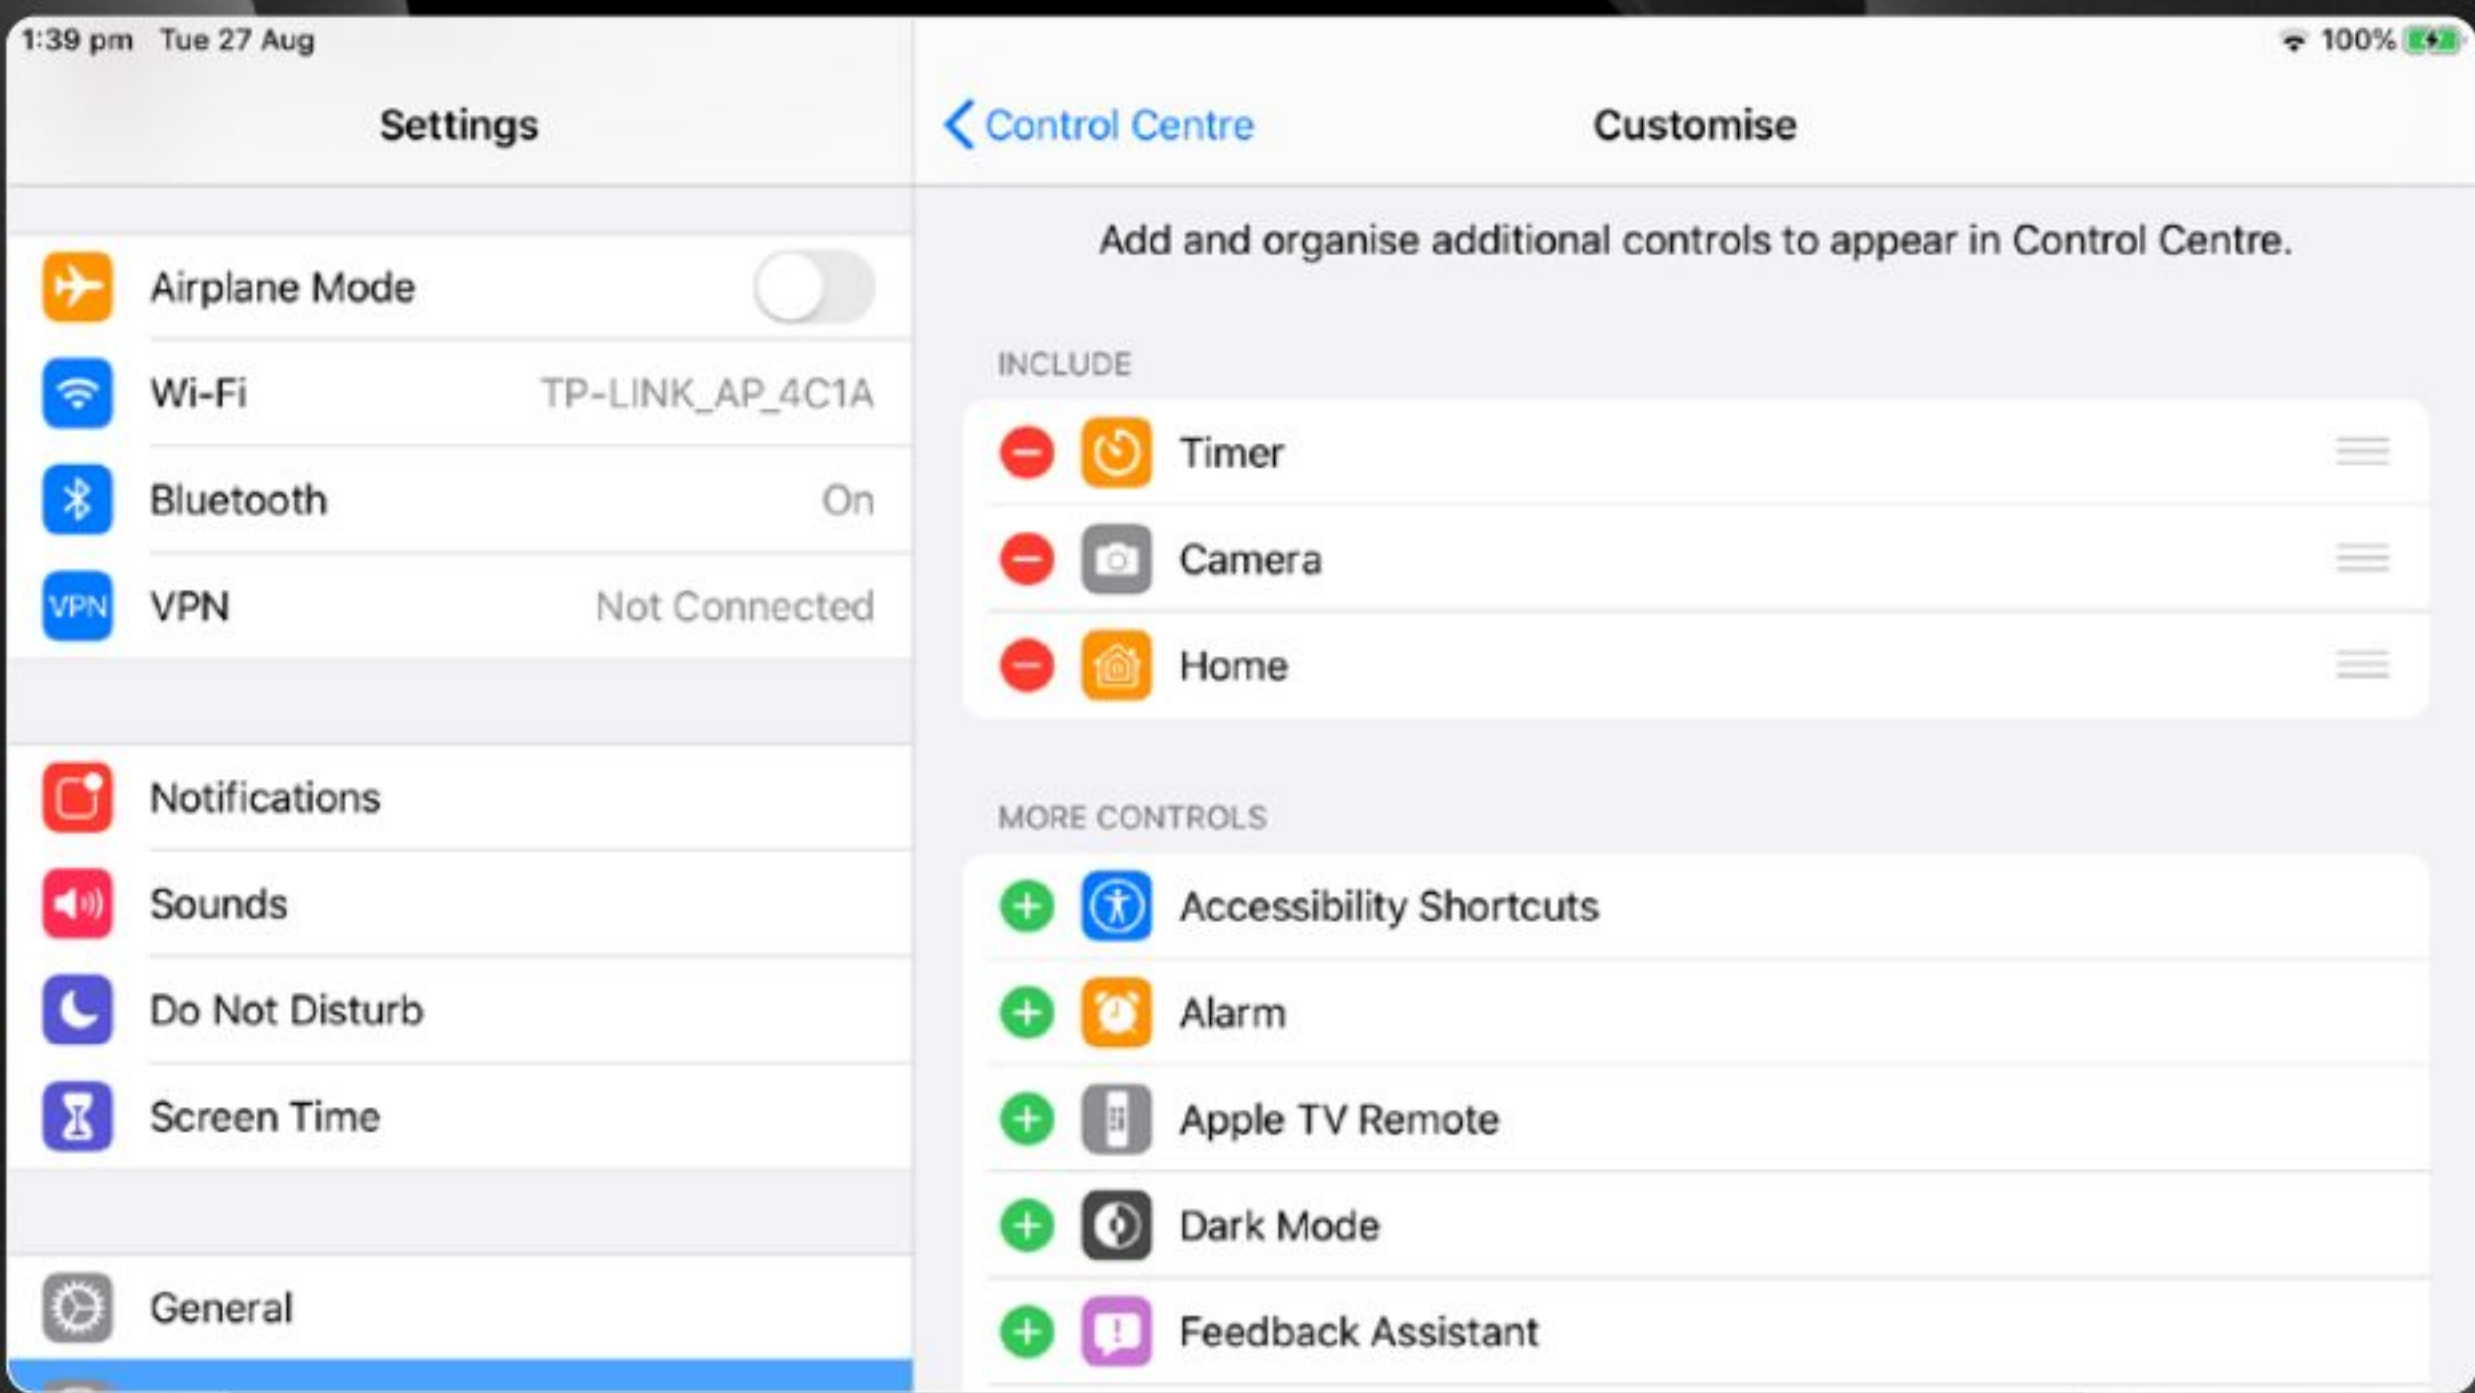 1:39 pm Tue 27 Aug
100%
Settings
Airplane Mode
Wi-Fi TP-LINK_AP_4C1A
Bluetooth On
VPN VPN Not Connected
Notifications
Sounds
Do Not Disturb
Screen Time
General
Control Centre
Customise
Add and organise additional controls to appear in Control Centre.
INCLUDE
Timer
Camera
Home
MORE CONTROLS
Accessibility Shortcuts
Alarm
Apple TV Remote
Dark Mode
Feedback Assistant